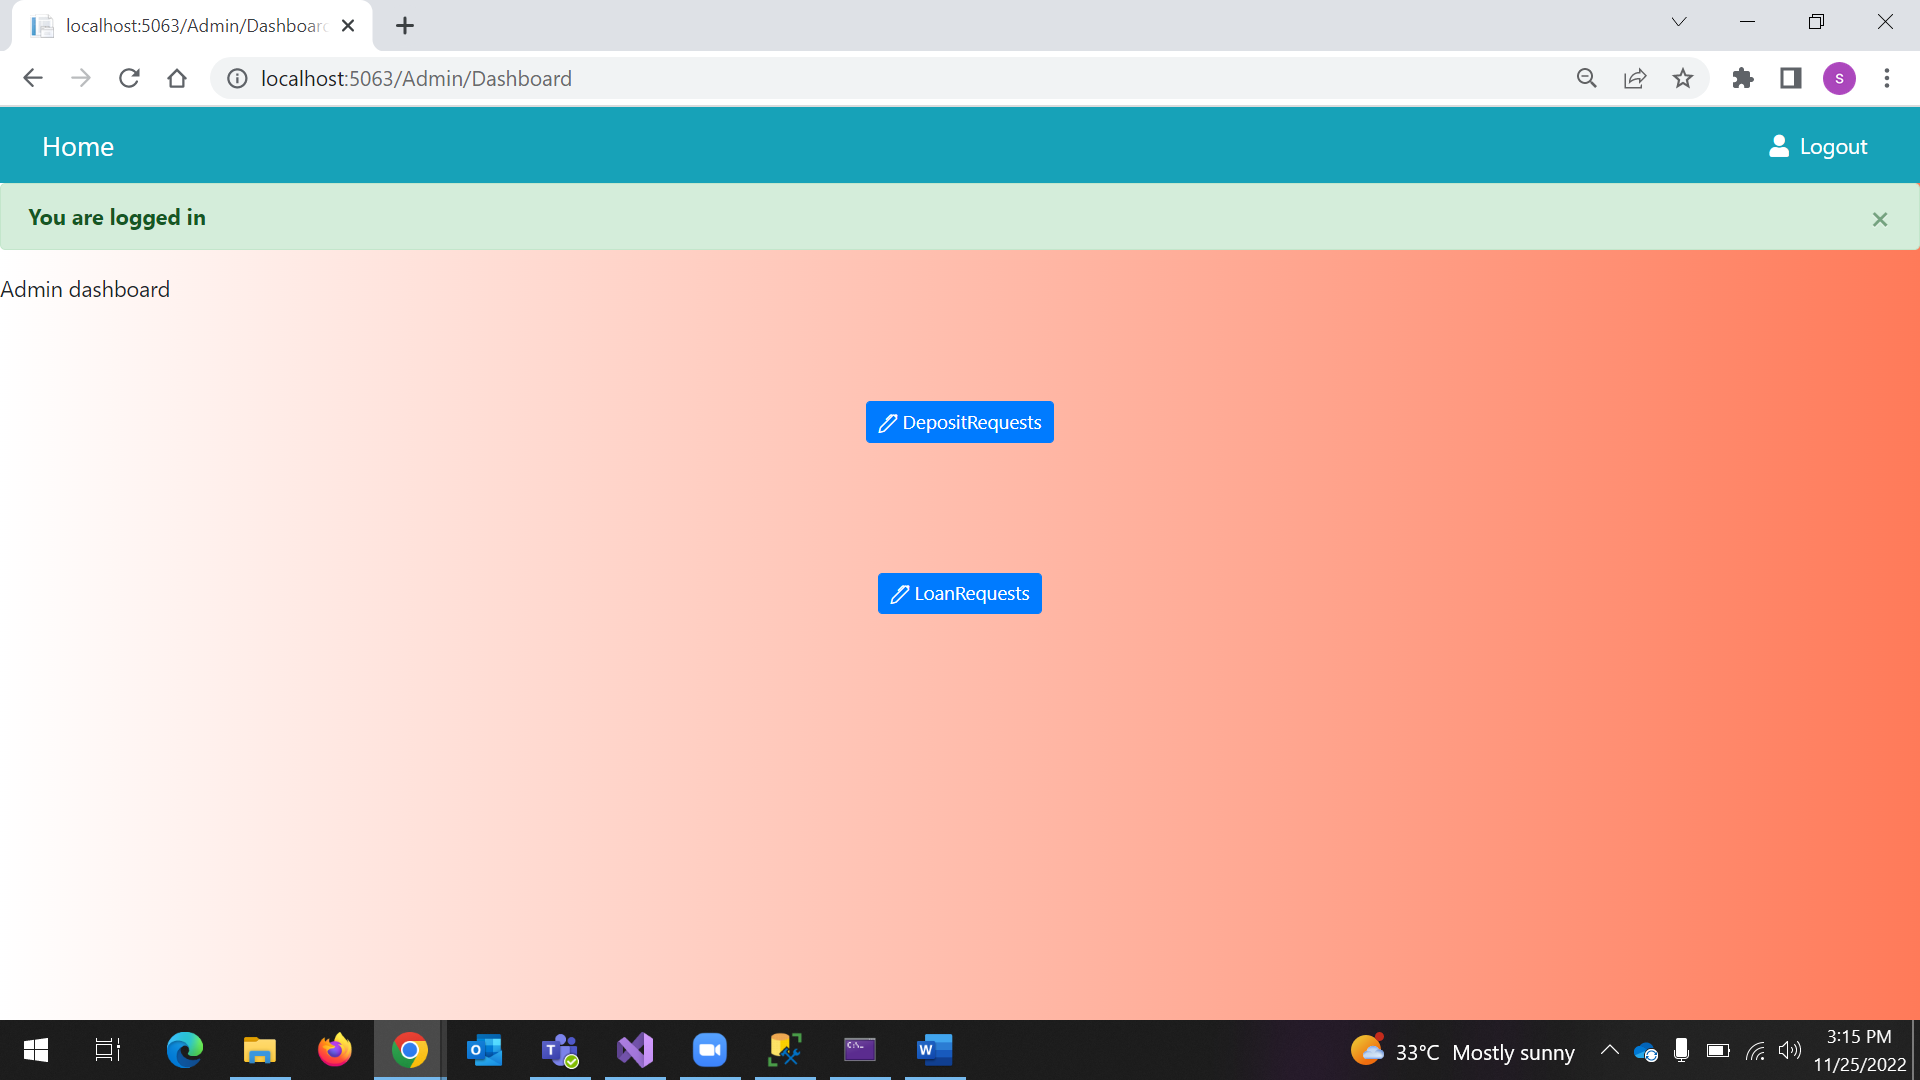 localhost:5063/Admin/Dashboard
localhost:5063/Admin/Dashboard
s
Home
Logout
You are logged in
×
Admin dashboard
DepositRequests
LoanRequests
33°C Mostly sunny
3:15 PM
11/25/2022